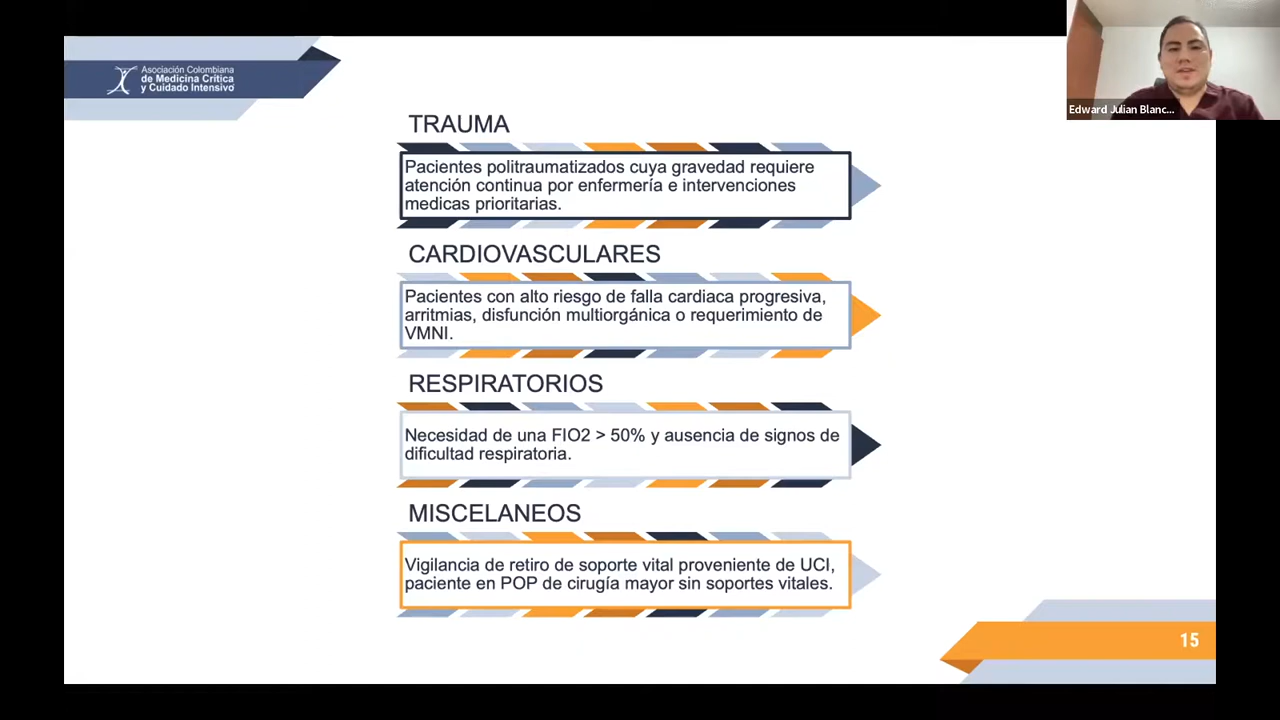 Asociación Colombiana
de Medicina Crítica
y Cuidado Intensivo
Edward Julian Blanc...
TRAUMA
Pacientes politraumatizados cuya gravedad requiere
atención continua por enfermería e intervenciones
medicas prioritarias.
CARDIOVASCULARES
Pacientes con alto riesgo de falla cardiaca progresiva,
arritmias, disfunción multiorgánica o requerimiento de
VMNI.
RESPIRATORIOS
Necesidad de una FIO2 > 50% y ausencia de signos de
dificultad respiratoria.
MISCELANEOS
Vigilancia de retiro de soporte vital proveniente de UCI,
paciente en POP de cirugía mayor sin soportes vitales.
15